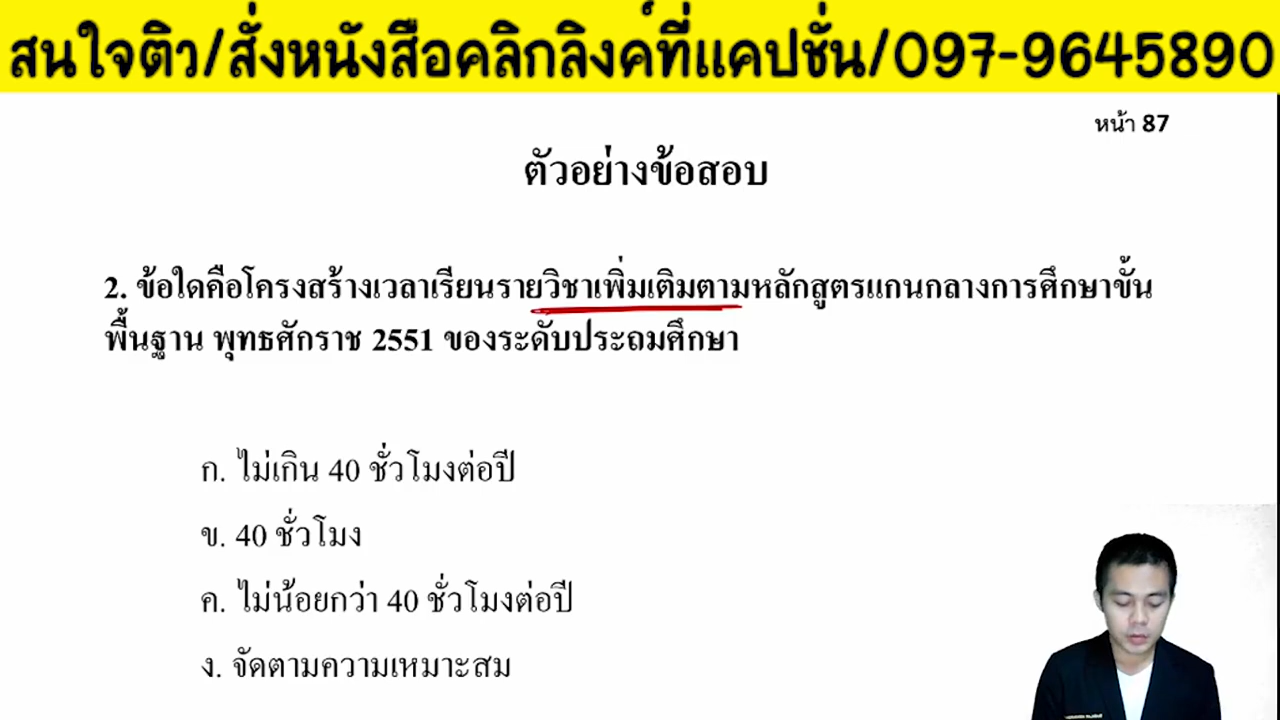 สนใจติว/สั่งหนังสือคลิกลิงค์ที่แคปชั่น/097-9645890
หน้า 87
ตัวอย่างข้อสอบ
2. ข้อใดคือโครงสร้างเวลาเรียนรายวิชาเพิ่มเติมตามหลักสูตรแกนกลางการศึกษาขั้น
พื้นฐาน พุทธศักราช 2551 ของระดับประถมศึกษา
ก. ไม่เกิน 40 ชั่วโมงต่อปี
ข. 40 ชั่วโมง
ค. ไม่น้อยกว่า 40 ชั่วโมงต่อปี
ง. จัดตามความเหมาะสม